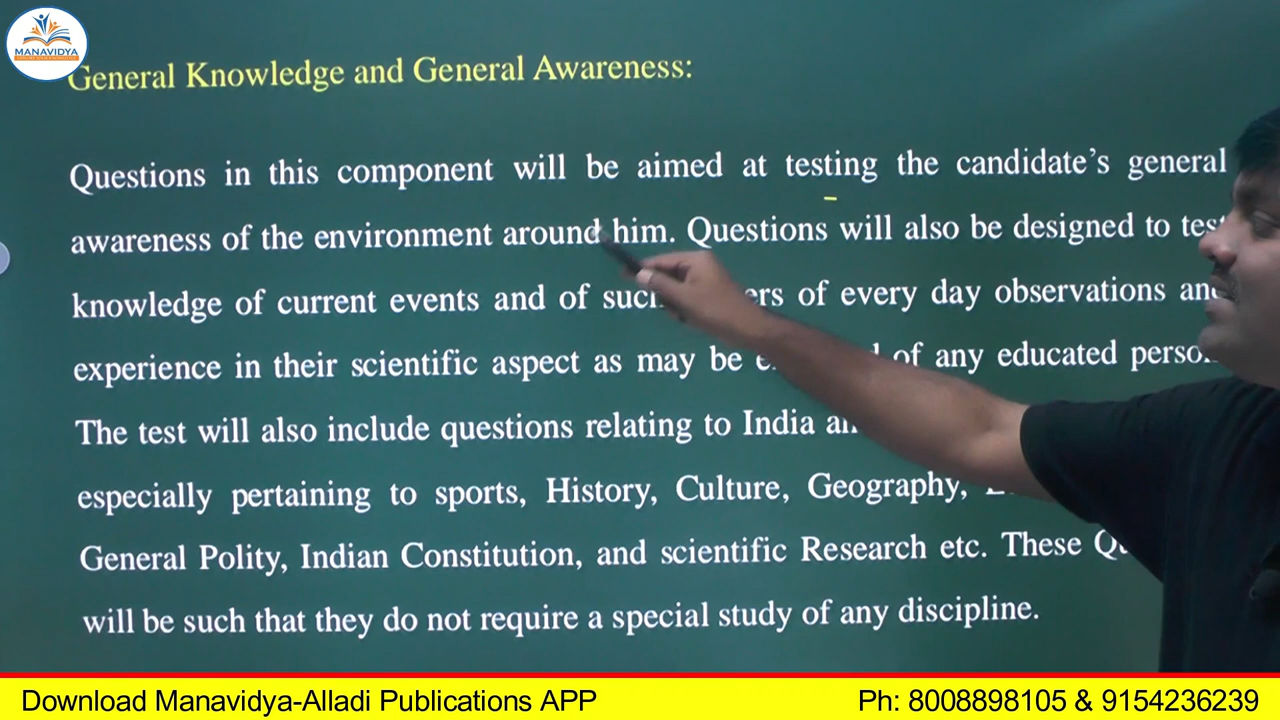 MANAVIDYA
General Knowledge and General Awareness:
Questions in this component will be aimed at testing the candidate's general
awareness of the environment around him. Questions will also be designed to test
knowledge of current events and of of every day observations and
experience in their scientific aspect as may be of any educated person.
The test will also include questions relating to India
especially pertaining to sports, History, Culture, Geography,
General Polity, Indian Constitution, and scientific Research etc. These
will be such that they do not require a special study of any discipline.
Download Manavidya-Alladi Publications APP
Ph: 8008898105 & 9154236239